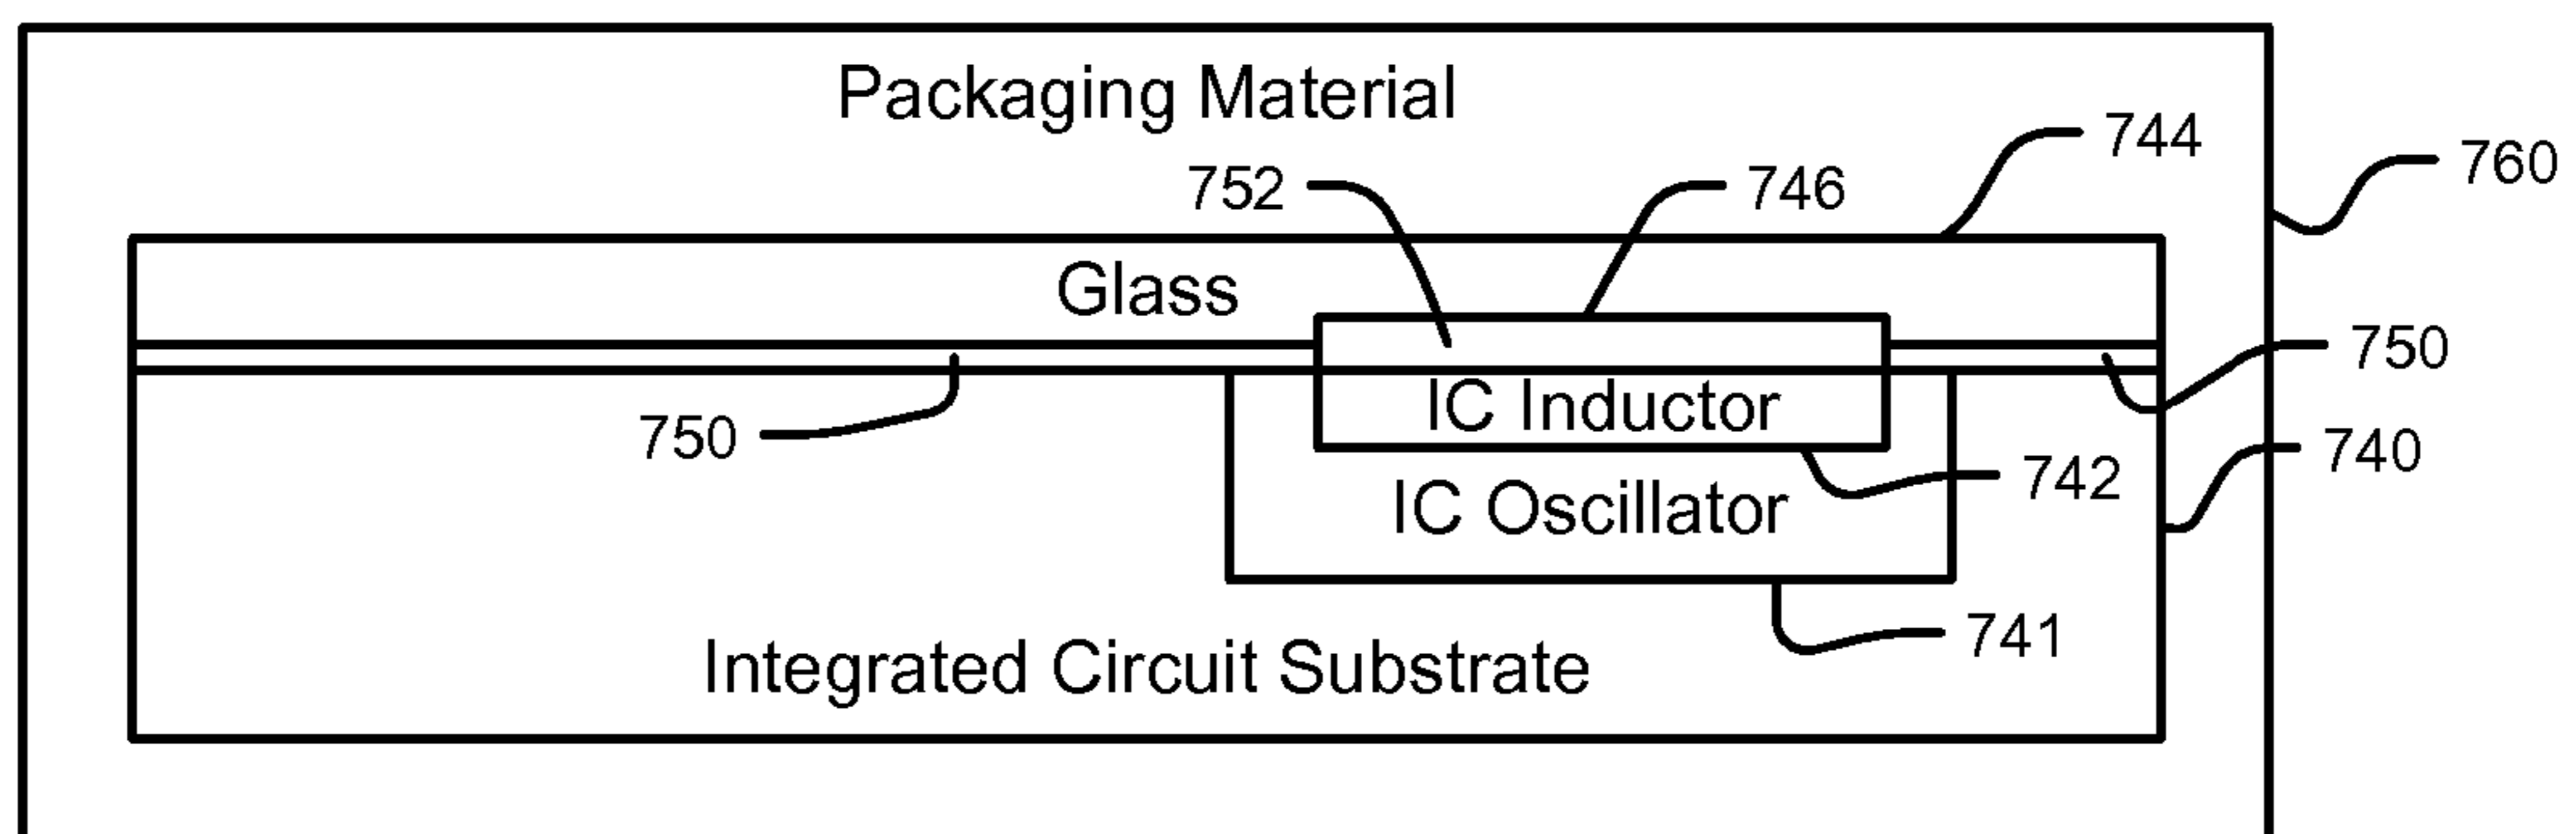 Packaging Material
744
760
752
746
Glass
750
IC Inductor
750
740
742
IC Oscillator
741
Integrated Circuit Substrate